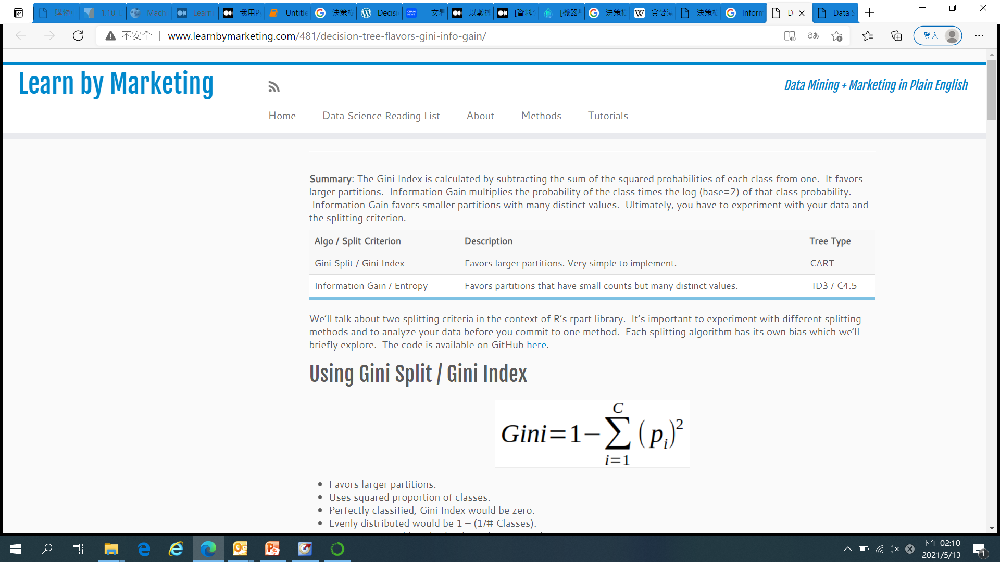 購物
1.10.
Machi
Learni
我用Py
Untitle
決策樹
Decisi
一文看
以數據
[資料
[機器
決策樹
貪婪演
決策樹
Inform
D
Data S
不安全 | www.learnbymarketing.com/481/decision-tree-flavors-gini-info-gain/
登入
Learn by Marketing
Data Mining + Marketing in Plain English
Home Data Science Reading List About Methods Tutorials
Summary: The Gini Index is calculated by subtracting the sum of the squared probabilities of each class from one. It favors
larger partitions. Information Gain multiplies the probability of the class times the log (base=2) of that class probability.
Information Gain favors smaller partitions with many distinct values. Ultimately, you have to experiment with your data and
the splitting criterion.
Algo / Split Criterion Description Tree Type
Gini Split / Gini Index Favors larger partitions. Very simple to implement. CART
Information Gain / Entropy Favors partitions that have small counts but many distinct values. ID3 / C4.5
We’ll talk about two splitting criteria in the context of R’s rpart library. It’s important to experiment with different splitting
methods and to analyze your data before you commit to one method. Each splitting algorithm has its own bias which we’ll
briefly explore. The code is available on GitHub here.
Using Gini Split / Gini Index
Gini=1−∑_{i=1}^{C}(p_i)²
• Favors larger partitions.
• Uses squared proportion of classes.
• Perfectly classified, Gini Index would be zero.
• Evenly distributed would be 1 – (1/# Classes).
下午 02:10
2021/5/13
1